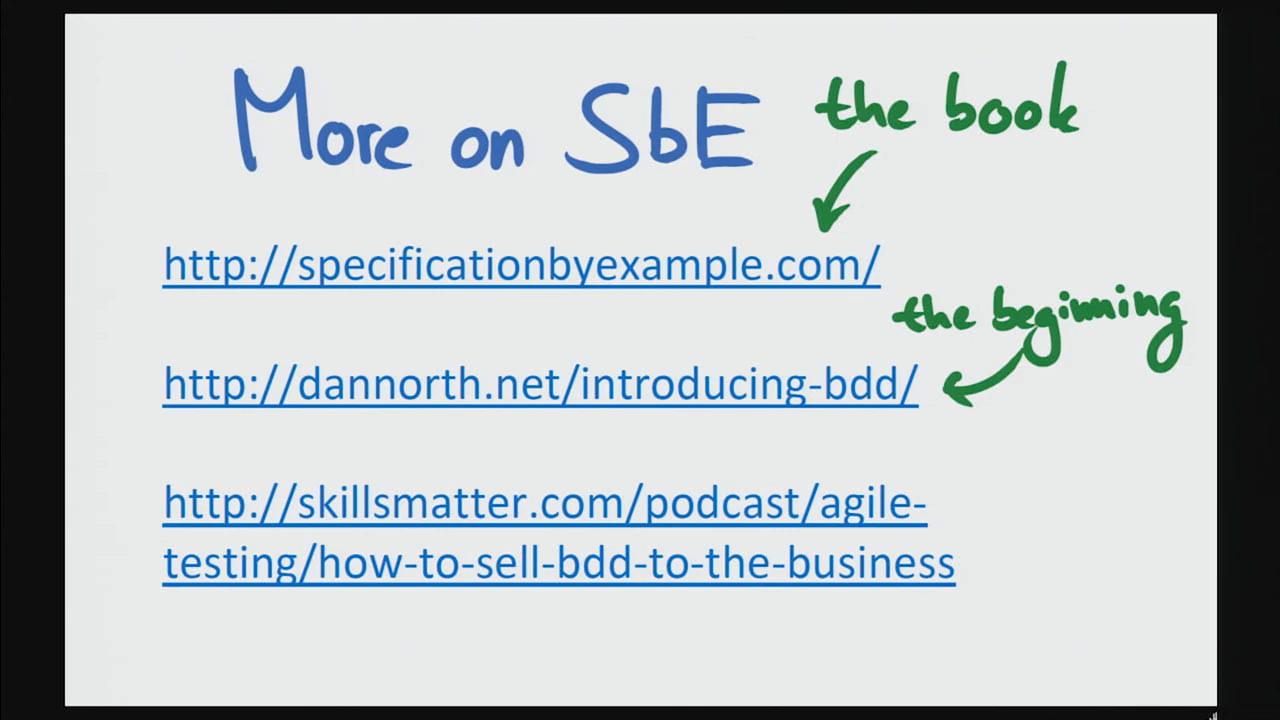 More on SbE
the book
http://specificationbyexample.com/
the beginning
http://dannorth.net/introducing-bdd/
http://skillsmatter.com/podcast/agile-
testing/how-to-sell-bdd-to-the-business